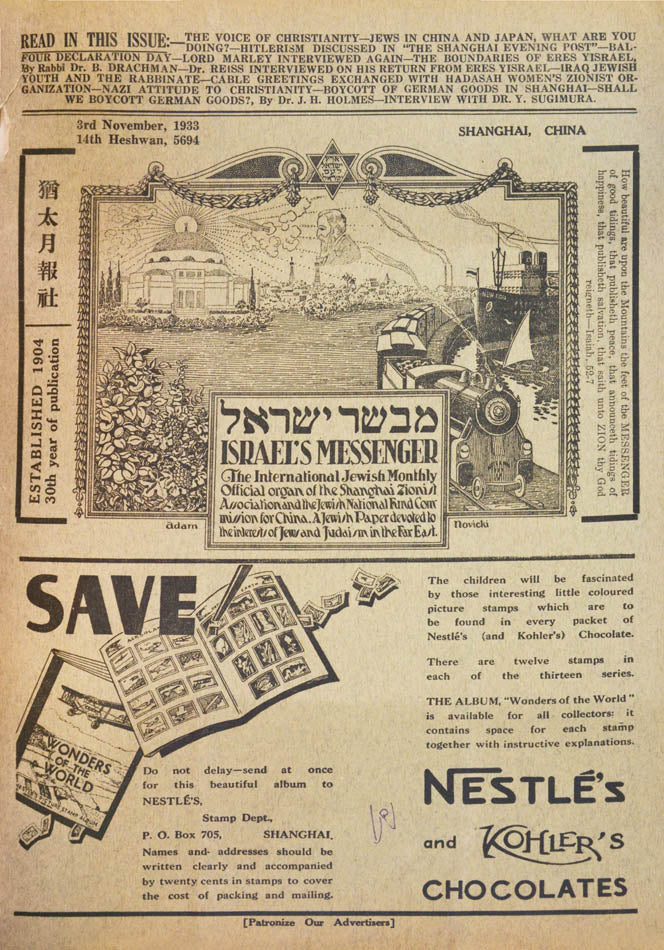 READ IN THIS ISSUE:—THE VOICE OF CHRISTIANITY—JEWS IN CHINA AND JAPAN, WHAT ARE YOU
DOING?—HITLERISM DISCUSSED IN "THE SHANGHAI EVENING POST"—BAL-
FOUR DECLARATION DAY—LORD MARLEY INTERVIEWED AGAIN—THE BOUNDARIES OF ERES YISRAEL,
By Rabbi Dr. B. DRACHMAN—Dr. REISS INTERVIEWED ON HIS RETURN FROM ERES YISRAEL—IRAQ JEWISH
YOUTH AND THE RABBINATE—CABLE GREETINGS EXCHANGED WITH HADASAH WOMEN'S ZIONIST OR-
GANIZATION—NAZI ATTITUDE TO CHRISTIANITY—BOYCOTT OF GERMAN GOODS IN SHANGHAI—SHALL
WE BOYCOTT GERMAN GOODS?, By Dr. J. H. HOLMES—INTERVIEW WITH DR. Y. SUGIMURA.
3rd November, 1933
14th Heshwan, 5694
SHANGHAI, CHINA
猶太月報社
ESTABLISHED 1904
30th year of publication
ארץ
ישראל
לעם
ישראל
NEW YORK
How beautiful are upon the Mountains the feet of the MESSENGER
of good tidings, that publisheth peace, that announceth tidings of
happiness, that publisheth salvation, that saith unto ZION thy God
reigneth—Isaiah, 52-7
מבשר ישראל
ISRAEL'S MESSENGER
The International Jewish Monthly
Official organ of the Shanghai Zionist
Association and the Jewish National Fund Com
mission for China. A Jewish Paper devoted to
the interests of Jews and Judaism in the Far East.
adam
Novicki
SAVE
WONDERS
OF THE
WORLD
The children will be fascinated
by those interesting little coloured
picture stamps which are to
be found in every packet of
Nestlé's (and Kohler's) Chocolate.
There are twelve stamps in
each of the thirteen series.
THE ALBUM, "Wonders of the World"
is available for all collectors: it
contains space for each stamp
together with instructive explanations.
Do not delay—send at once
for this beautiful album to
NESTLÉ'S,
Stamp Dept.,
P. O. Box 705, SHANGHAI.
Names and addresses should be
written clearly and accompanied
by twenty cents in stamps to cover
the cost of packing and mailing.
NESTLÉ's
and KOHLER's
CHOCOLATES
[Patronize Our Advertisers]